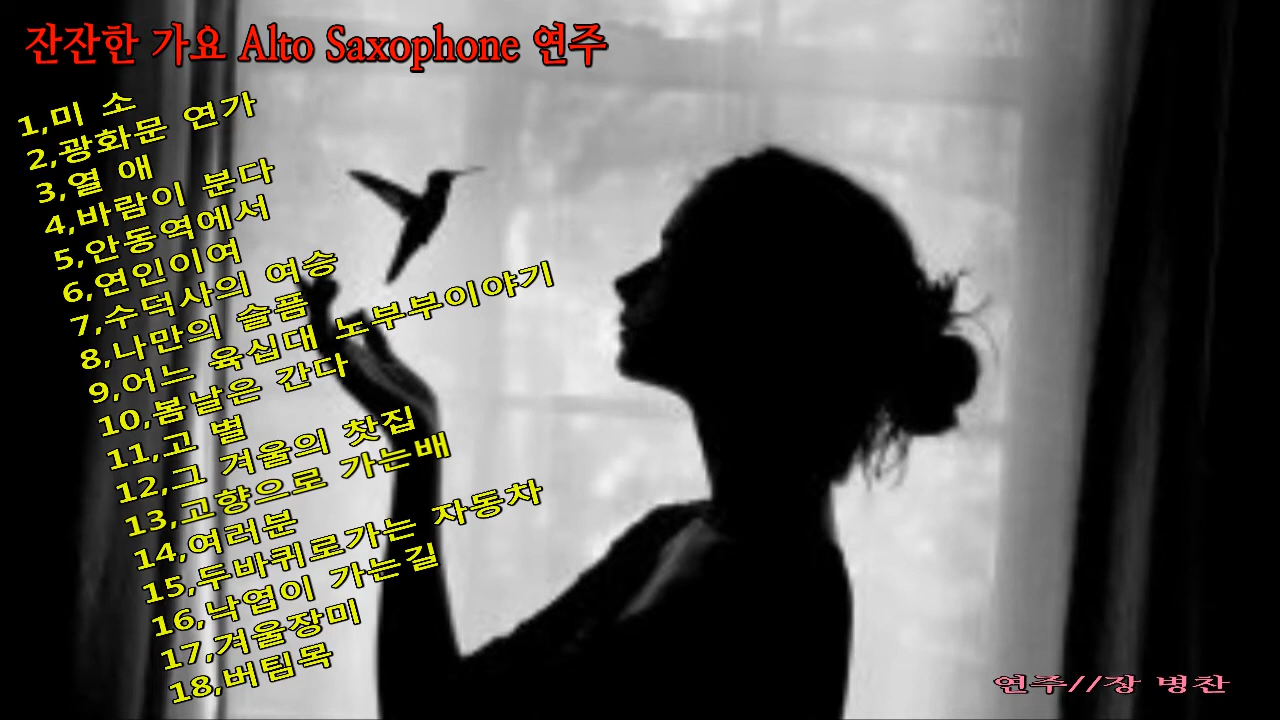 잔잔한 가요 Alto Saxophone 연주
1,미 소
2,광화문 연가
3,열 애
4,바람이 분다
5,안동역에서
6,연인이여
7,수덕사의 여승
8,나만의 슬픔
9,어느 육십대 노부부이야기
10,봄날은 간다
11,고 별
12,그 겨울의 찻집
13,고향으로 가는배
14,여러분
15,두바퀴로가는 자동차
16,낙엽이 가는길
17,겨울장미
18,버팀목
연주//장 병찬